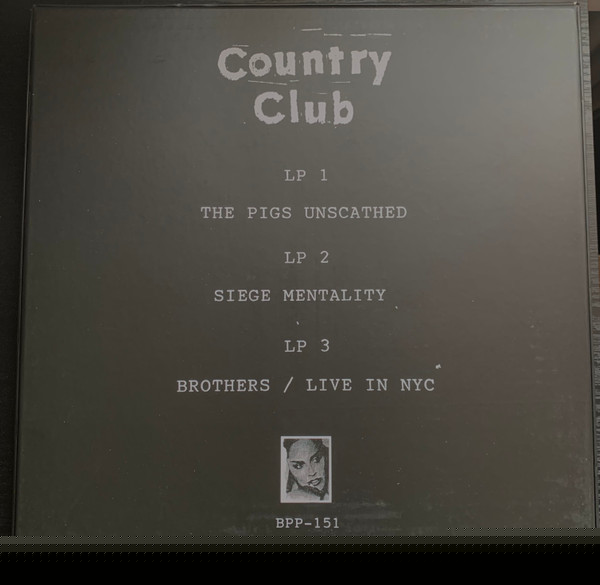 Country
Club
LP 1
THE PIGS UNSCATHED
LP 2
SIEGE MENTALITY
LP 3
BROTHERS / LIVE IN NYC
BPP-151